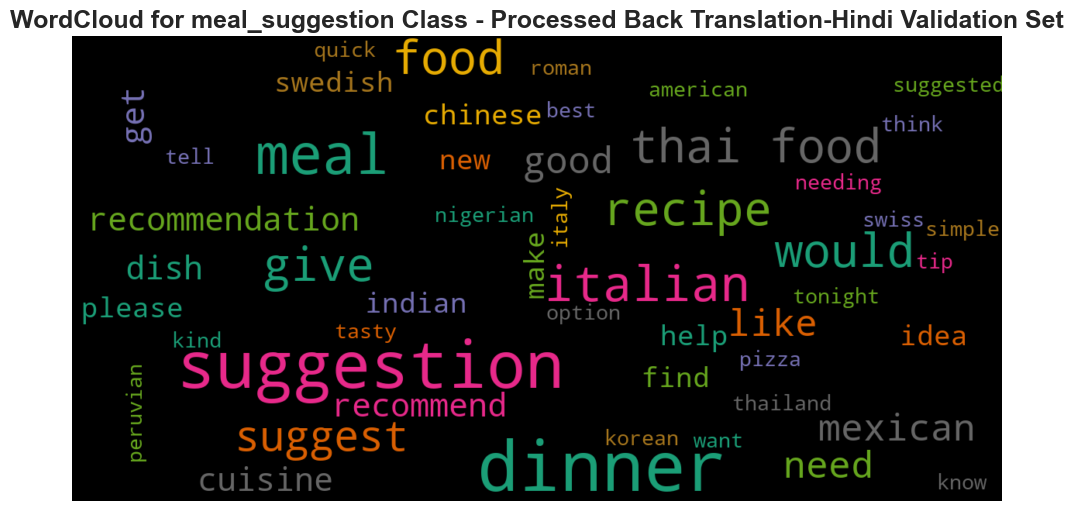 WordCloud for meal_suggestion Class - Processed Back Translation-Hindi Validation Set
quick
food
roman
swedish
american
suggested
get
chinese
best
think
tell
meal
new
good
thai food
needing
recommendation
nigerian
italy
recipe
swiss
simple
dish
give
make
italian
would
tip
please
indian
option
tonight
kind
tasty
like
help
idea
suggestion
find
pizza
peruvian
recommend
thailand
suggest
korean
want
mexican
cuisine
dinner
need
know